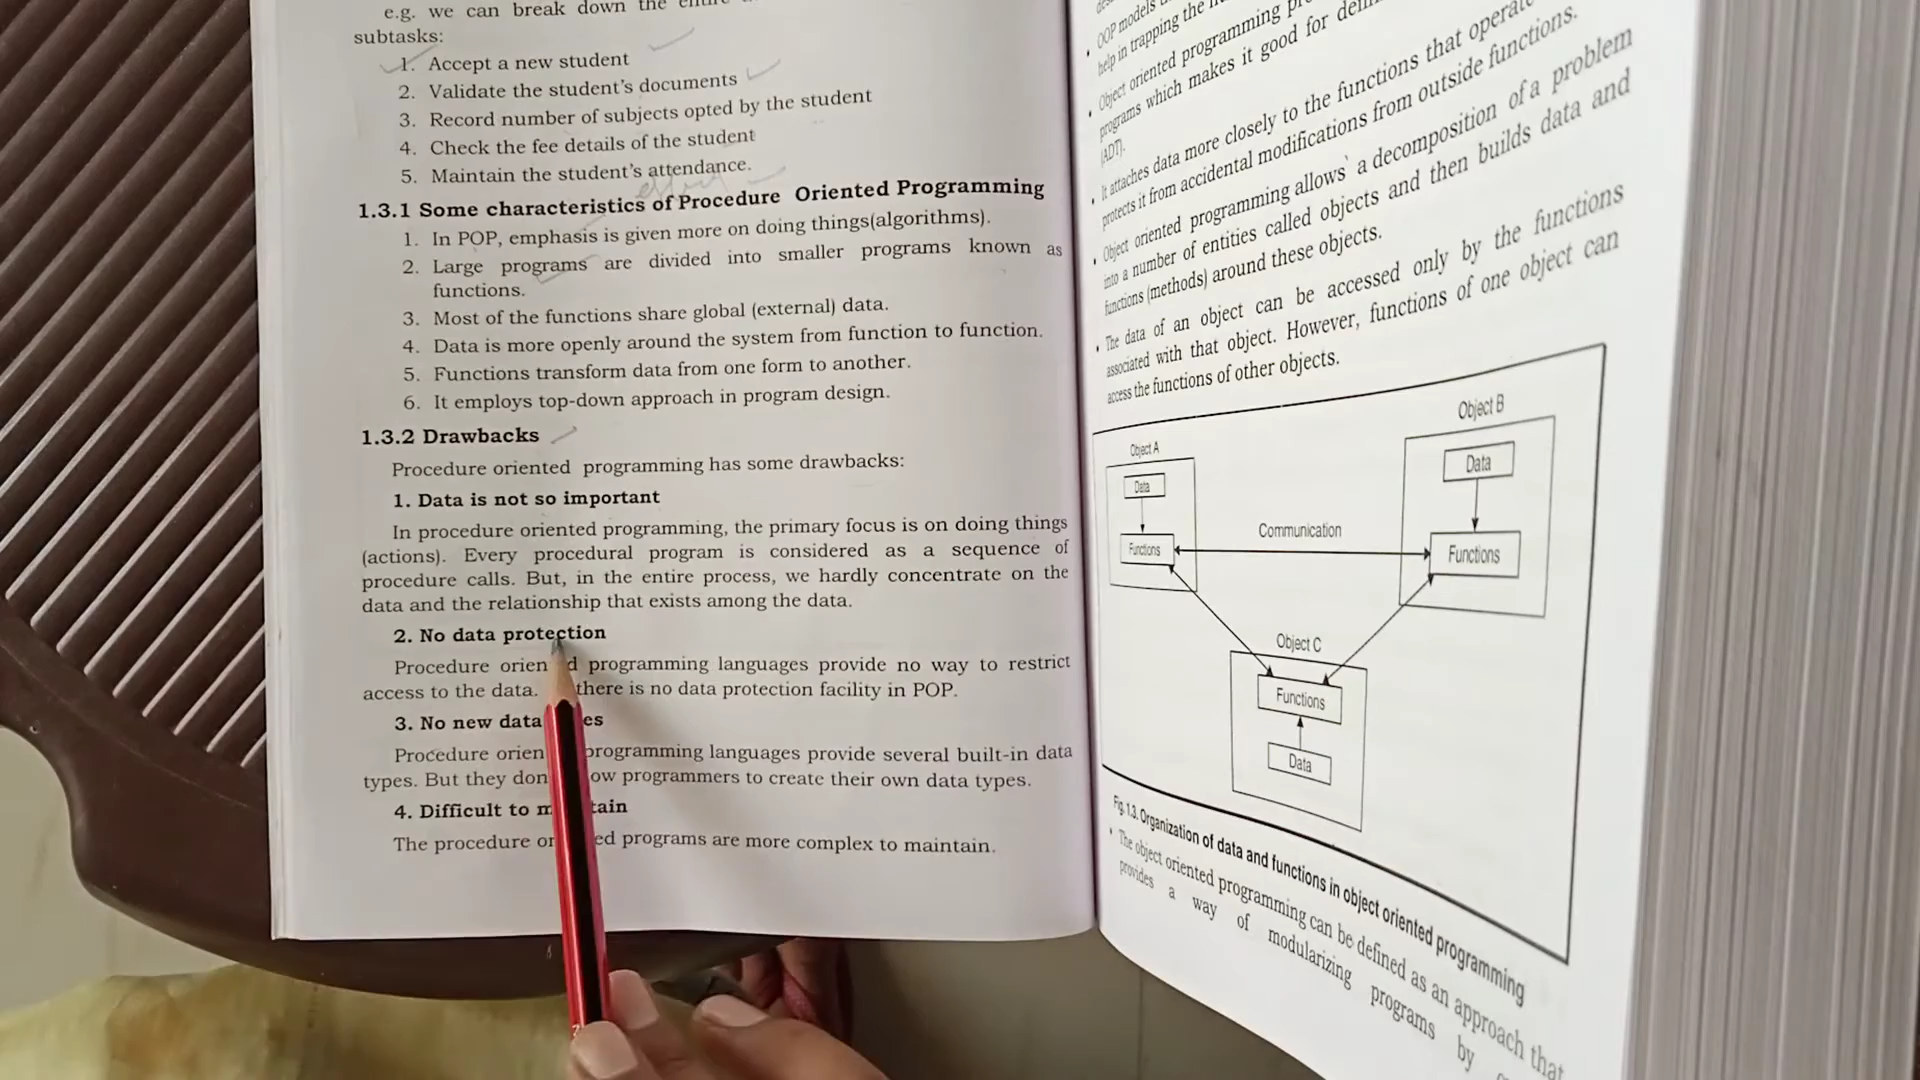 e.g. we can break down the
subtasks:
1. Accept a new student
2. Validate the student's documents
3. Record number of subjects opted by the student
4. Check the fee details of the student
5. Maintain the student's attendance.
1.3.1 Some characteristics of Procedure Oriented Programming
1. In POP, emphasis is given more on doing things(algorithms).
2. Large programs are divided into smaller programs known as
functions.
3. Most of the functions share global (external) data.
4. Data is more openly around the system from function to function.
5. Functions transform data from one form to another.
6. It employs top-down approach in program design.
1.3.2 Drawbacks
Procedure oriented programming has some drawbacks:
1. Data is not so important
In procedure oriented programming, the primary focus is on doing things
(actions). Every procedural program is considered as a sequence of
procedure calls. But, in the entire process, we hardly concentrate on the
data and the relationship that exists among the data.
2. No data protection
Procedure programming languages provide no way to restrict
access to the data. there is no data protection facility in POP.
3. No new data
Procedure programming languages provide several built-in data
types. But they programmers to create their own data types.
4. Difficult to
The procedure programs are more complex to maintain.
OOP models
help in trapping the
Object oriented programming
programs which makes it good for
(ADT).
• It attaches data more closely to the functions that
protects it from accidental modifications from outside functions.
• Object oriented programming allows a decomposition of a problem
into a number of entities called objects and then builds data and
functions (methods) around these objects.
• The data of an object can be accessed only by the functions
associated with that object. However, functions of one object can
access the functions of other objects.
Object A
Data
Functions
Communication
Object B
Data
Functions
Object C
Functions
Data
Fig. 1.3. Organization of data and functions in object oriented programming
• The object oriented programming can be defined as an approach that
provides a way of modularizing programs by